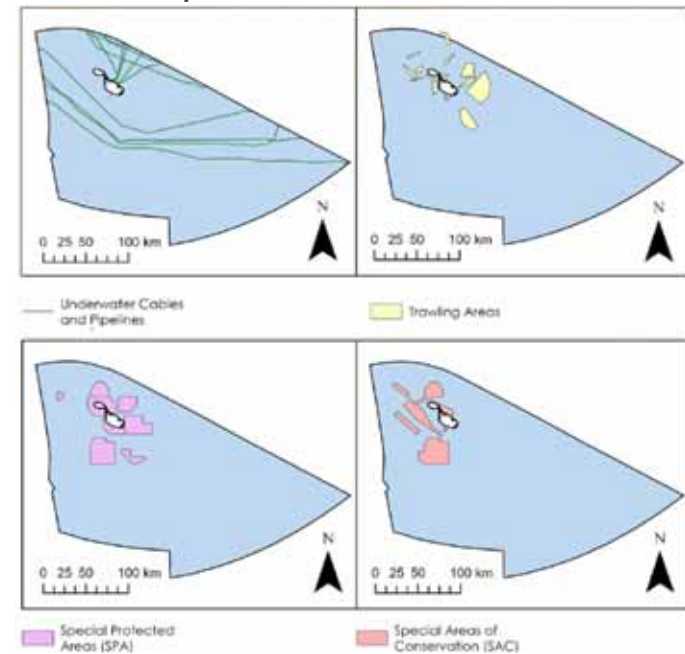 N
0 25 50 100 km
N
0 25 50 100 km
Underwater Cables
and Pipelines
Trawling Areas
N
0 25 50 100 km
N
0 25 50 100 km
Special Protected
Areas (SPA)
Special Areas of
Conservation (SAC)